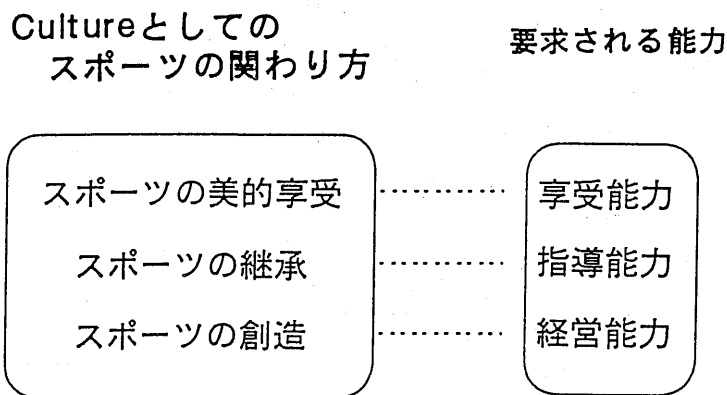 Cultureとしての
スポーツの関わり方
要求される能力
スポーツの美的享受 ………… 享受能力
スポーツの継承 ………… 指導能力
スポーツの創造 ………… 経営能力